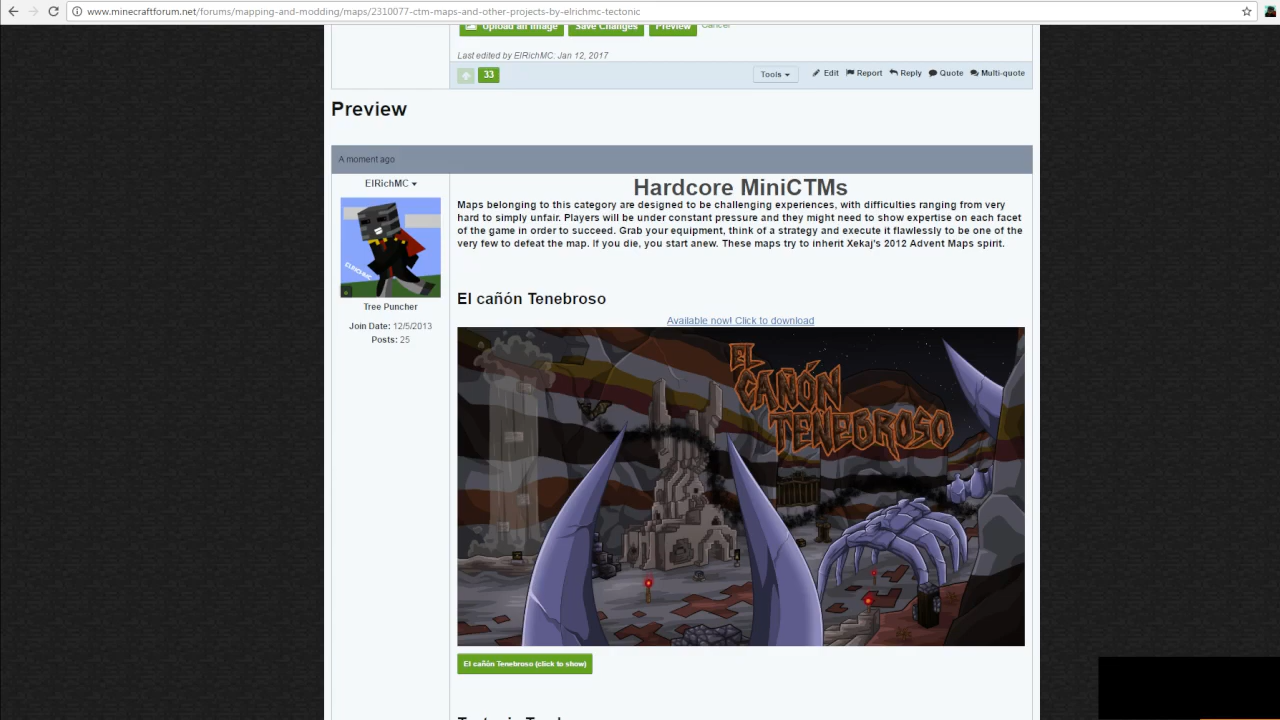 www.minecraftforum.net/forums/mapping-and-modding/maps/2310077-ctm-maps-and-other-projects-by-elrichmc-tectonic
Upload an Image Save Changes Preview Cancel
Last edited by ElRichMC: Jan 12, 2017
33 Tools Edit Report Reply Quote Multi-quote
Preview
A moment ago
ElRichMC
ELRICHMC
Tree Puncher
Join Date: 12/5/2013
Posts: 25
Hardcore MiniCTMs
Maps belonging to this category are designed to be challenging experiences, with difficulties ranging from very
hard to simply unfair. Players will be under constant pressure and they might need to show expertise on each facet
of the game in order to succeed. Grab your equipment, think of a strategy and execute it flawlessly to be one of the
very few to defeat the map. If you die, you start anew. These maps try to inherit Xekaj's 2012 Advent Maps spirit.
El cañón Tenebroso
Available now! Click to download
EL
CAÑÓN
TENEBROSO
El cañón Tenebroso (click to show)